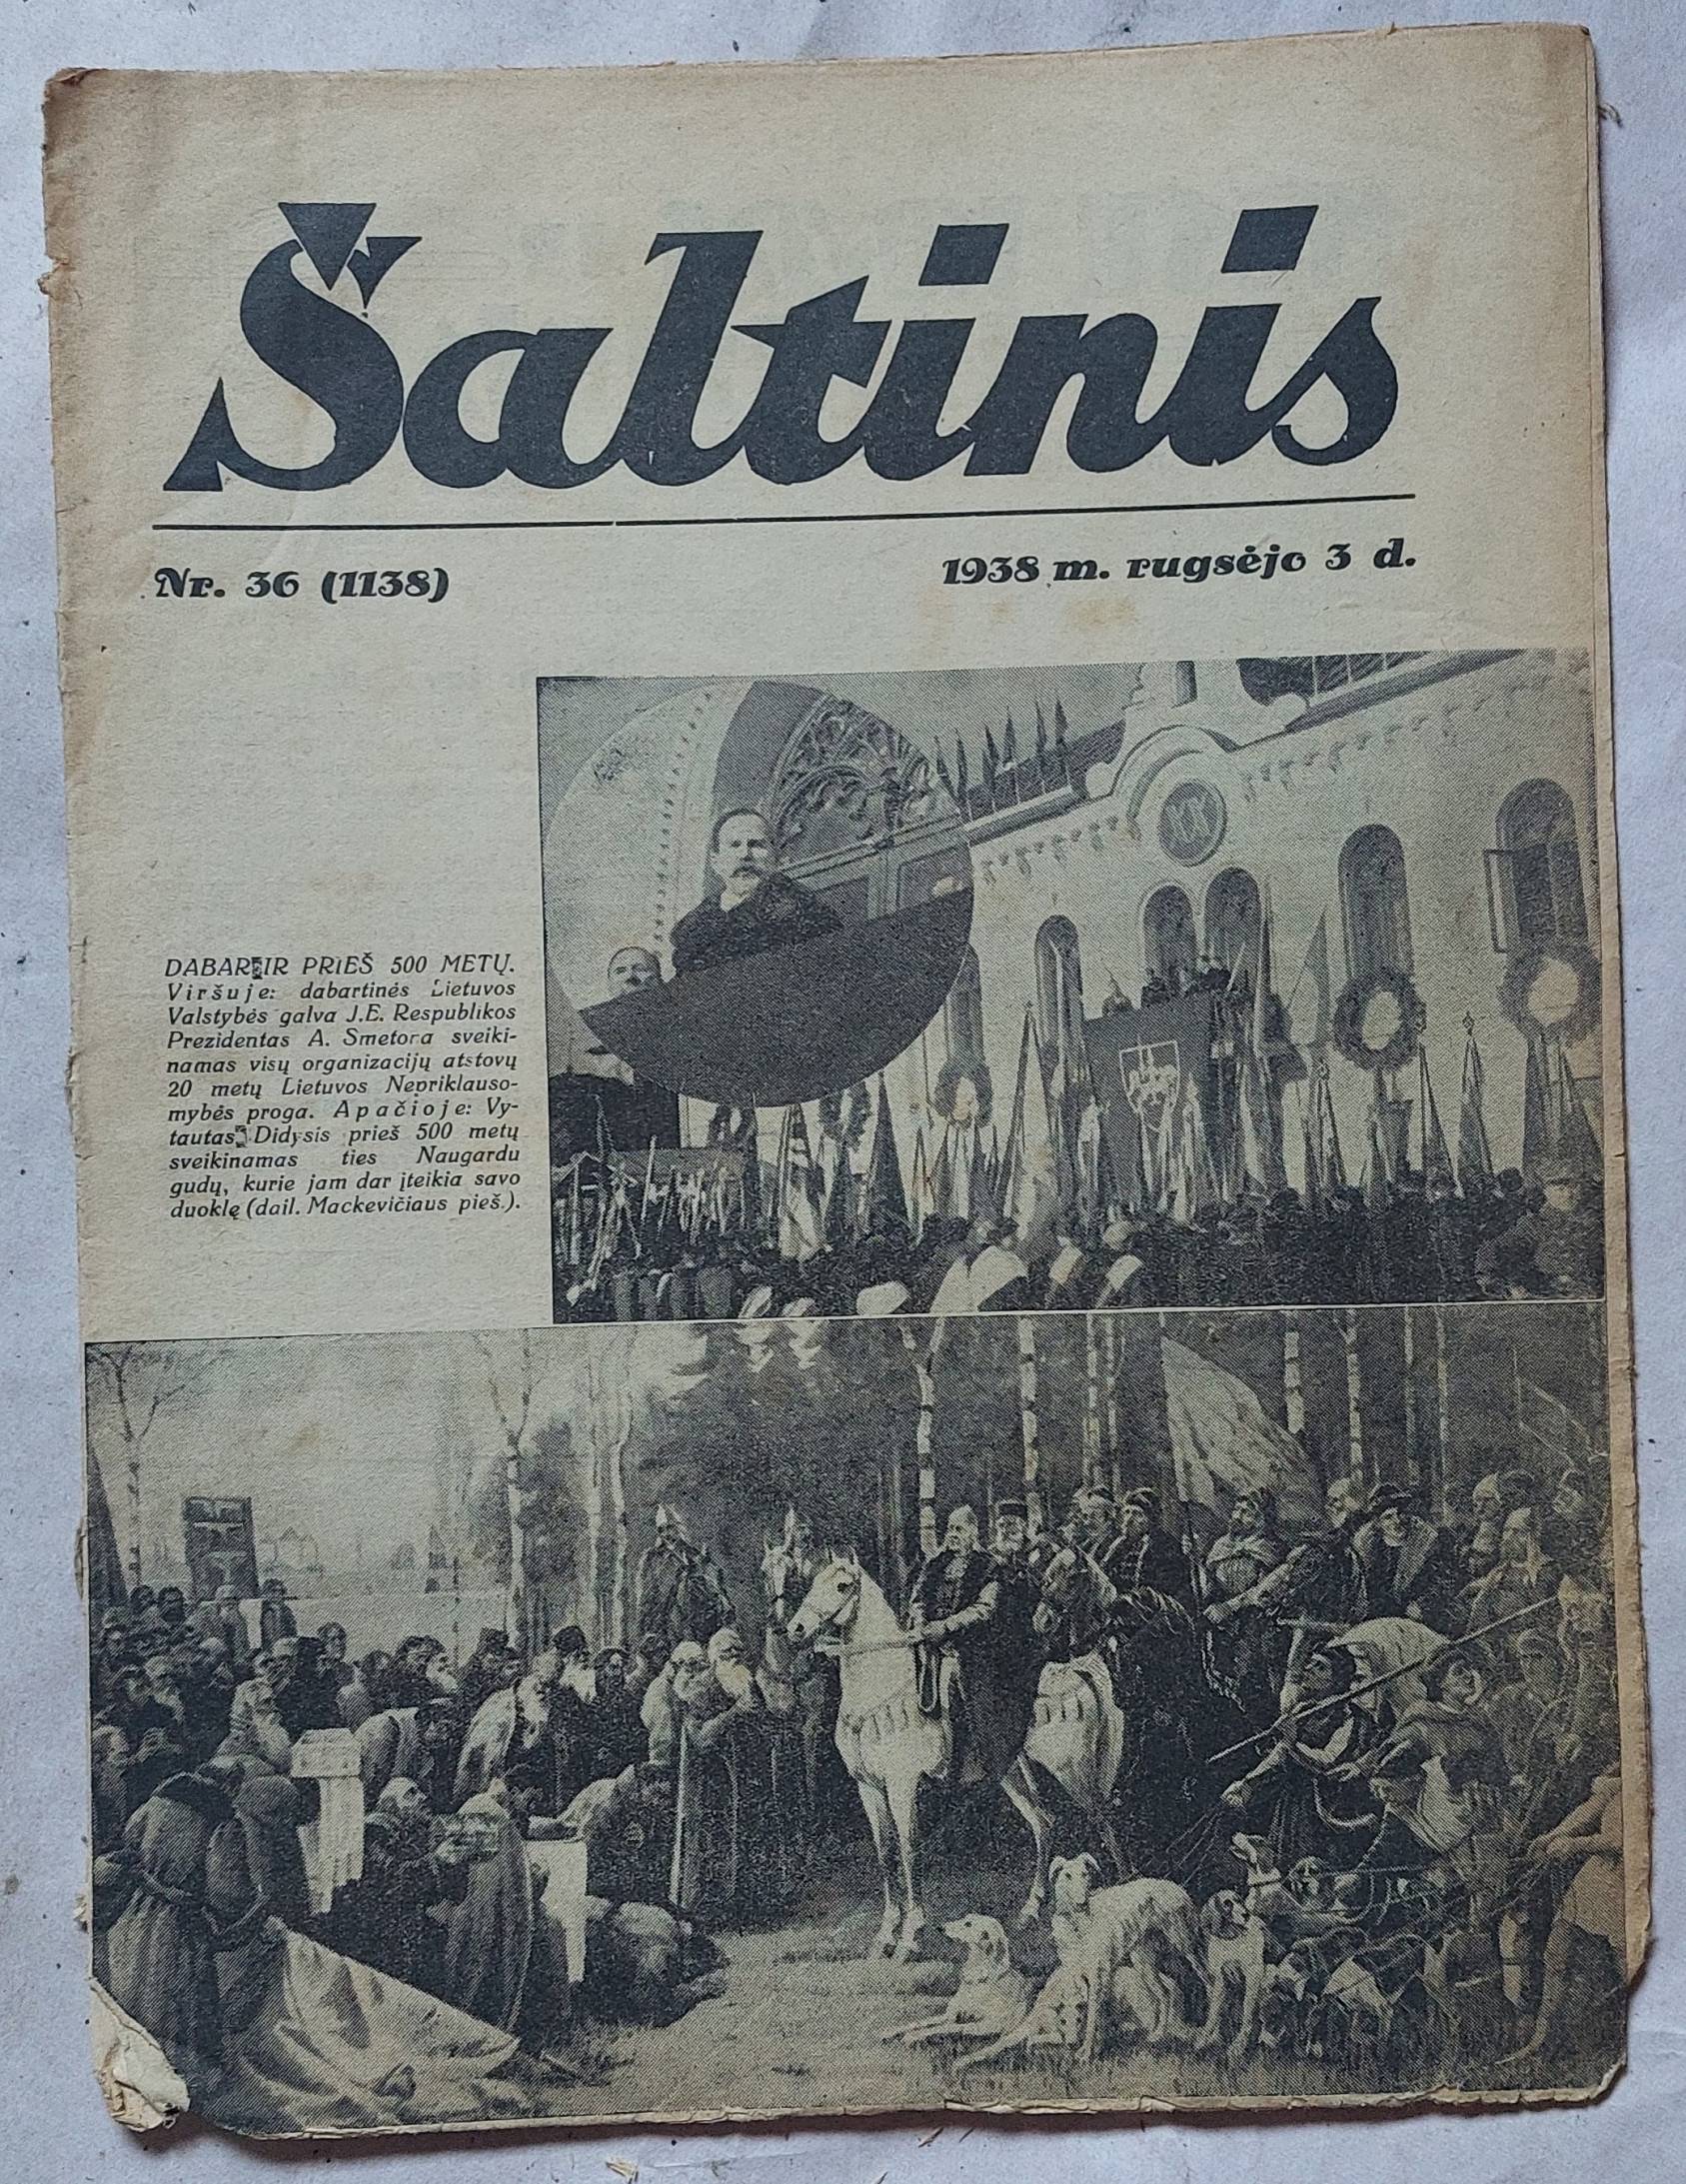 Šaltinis
Nr. 36 (1138)
1938 m. rugsėjo 3 d.
DABAR IR PRIEŠ 500 METŲ.
Viršuje: dabartinės Lietuvos
Valstybės galva J.E. Respublikos
Prezidentas A. Smetona sveiki-
namas visų organizacijų atstovų
20 metų Lietuvos Nepriklauso-
mybės proga. Apačioje: Vy-
tautas Didysis prieš 500 metų
sveikinamas ties Naugardu
gudų, kurie jam dar įteikia savo
duoklę (dail. Mackevičiaus pieš.).